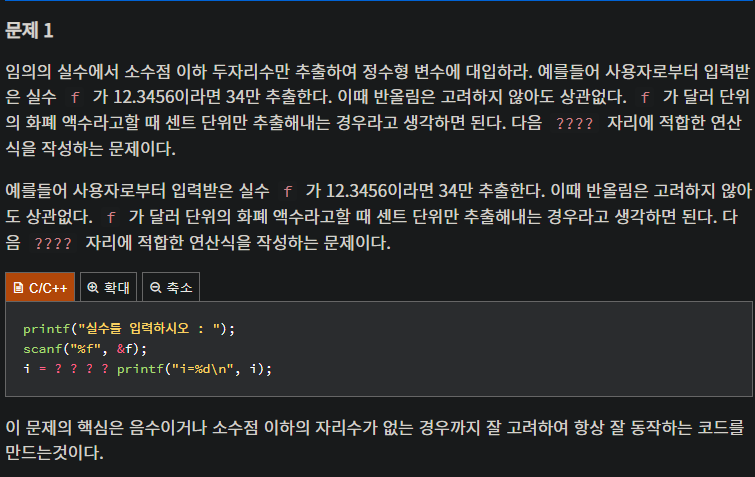 문제 1
임의의 실수에서 소수점 이하 두자리수만 추출하여 정수형 변수에 대입하라. 예를들어 사용자로부터 입력받
은 실수 f 가 12.3456이라면 34만 추출한다. 이때 반올림은 고려하지 않아도 상관없다. f 가 달러 단위
의 화폐 액수라고할 때 센트 단위만 추출해내는 경우라고 생각하면 된다. 다음 ???? 자리에 적합한 연산
식을 작성하는 문제이다.
예를들어 사용자로부터 입력받은 실수 f 가 12.3456이라면 34만 추출한다. 이때 반올림은 고려하지 않아
도 상관없다. f 가 달러 단위의 화폐 액수라고할 때 센트 단위만 추출해내는 경우라고 생각하면 된다. 다
음 ???? 자리에 적합한 연산식을 작성하는 문제이다.
C/C++ 확대 축소
printf("실수를 입력하시오 : ");
scanf("%f", &f);
i = ? ? ? ? printf("i=%d\n", i);
이 문제의 핵심은 음수이거나 소수점 이하의 자리수가 없는 경우까지 잘 고려하여 항상 잘 동작하는 코드를
만드는것이다.